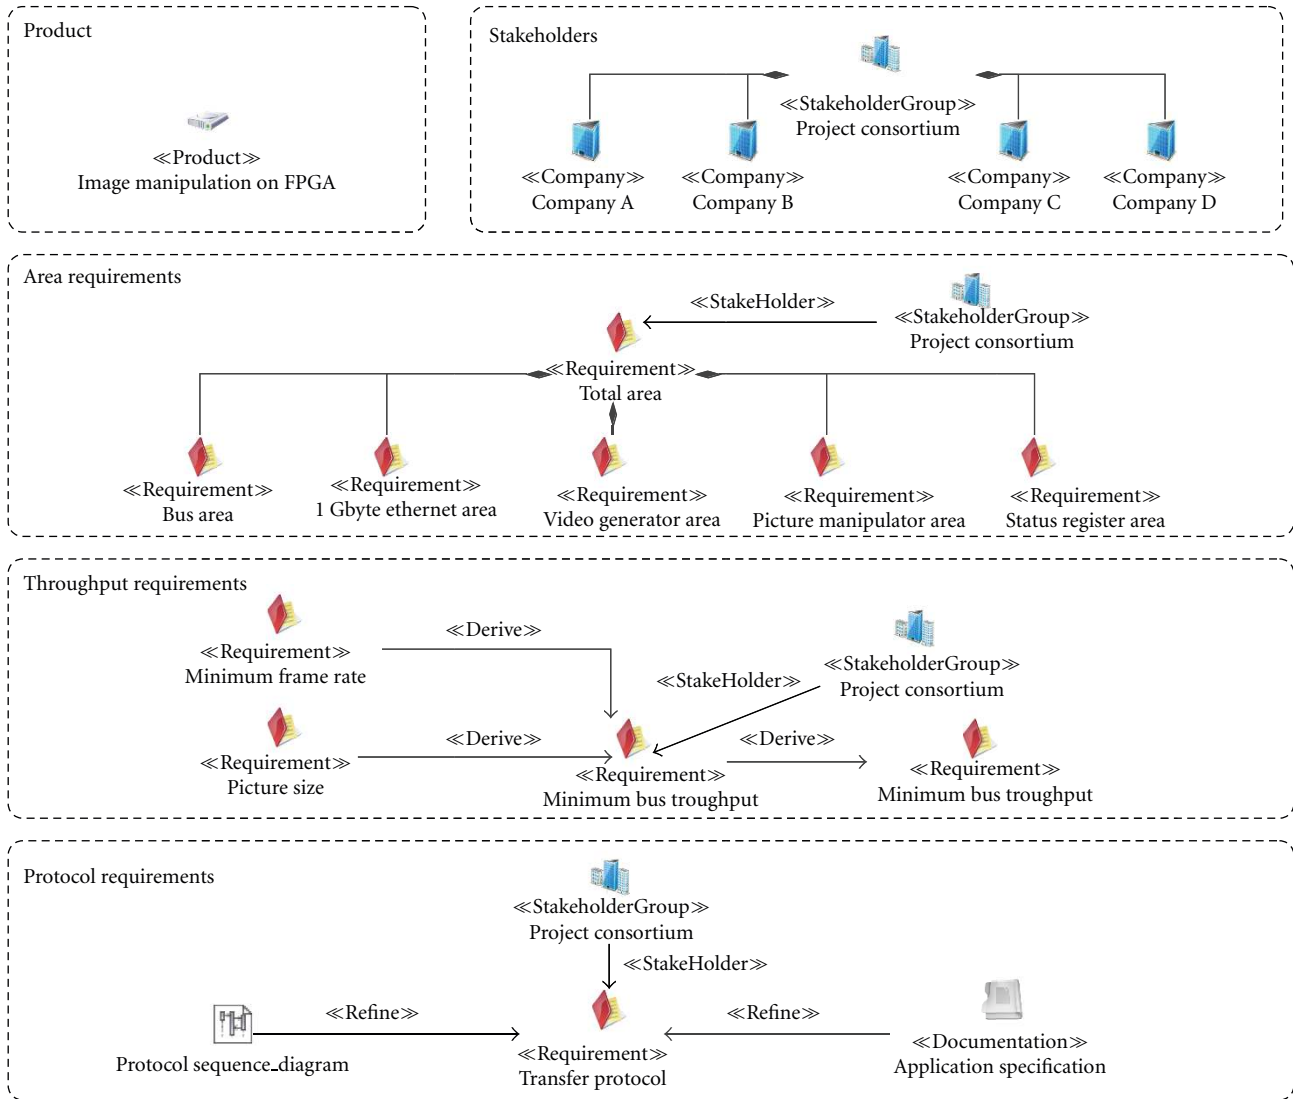 Product
≪Product≫
Image manipulation on FPGA
Stakeholders
≪StakeholderGroup≫
Project consortium
≪Company≫
Company A
≪Company≫
Company B
≪Company≫
Company C
≪Company≫
Company D
Area requirements
≪StakeHolder≫
≪StakeholderGroup≫
Project consortium
≪Requirement≫
Total area
≪Requirement≫
Bus area
≪Requirement≫
1 Gbyte ethernet area
≪Requirement≫
Video generator area
≪Requirement≫
Picture manipulator area
≪Requirement≫
Status register area
Throughput requirements
≪Requirement≫
Minimum frame rate
≪Derive≫
≪StakeholderGroup≫
Project consortium
≪StakeHolder≫
≪Requirement≫
Picture size
≪Derive≫
≪Requirement≫
Minimum bus troughput
≪Derive≫
≪Requirement≫
Minimum bus troughput
Protocol requirements
≪StakeholderGroup≫
Project consortium
≪StakeHolder≫
≪Refine≫
Protocol sequence_diagram
≪Requirement≫
Transfer protocol
≪Refine≫
≪Documentation≫
Application specification